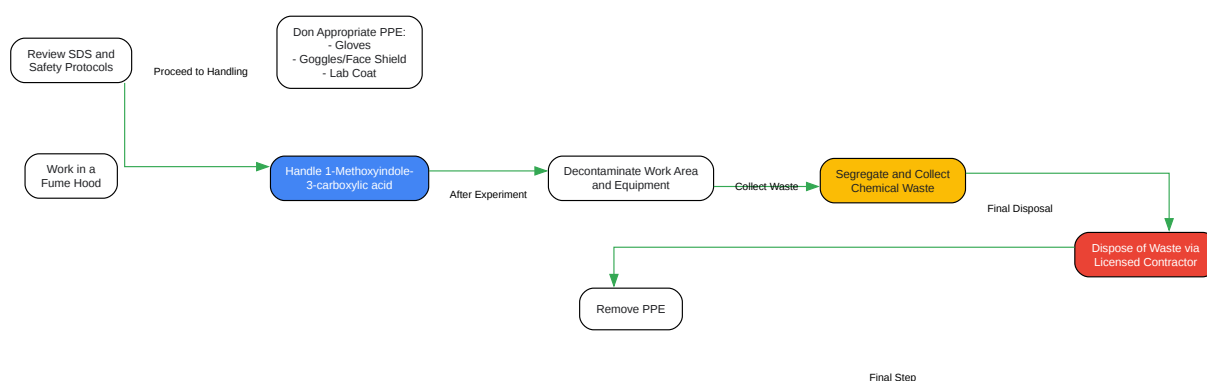 Review SDS and
Safety Protocols
Proceed to Handling
Don Appropriate PPE:
- Gloves
- Goggles/Face Shield
- Lab Coat
Work in a
Fume Hood
Handle 1-Methoxyindole-
3-carboxylic acid
After Experiment
Decontaminate Work Area
and Equipment
Collect Waste
Segregate and Collect
Chemical Waste
Final Disposal
Dispose of Waste via
Licensed Contractor
Remove PPE
Final Step